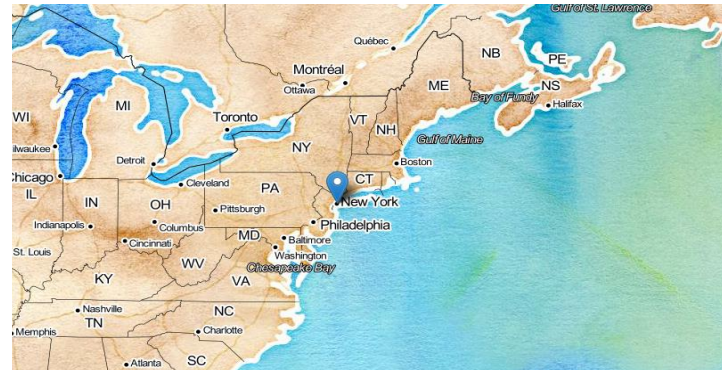 Gulf of St. Lawrence
Québec
NB
PE
Montréal
Ottawa
ME
NS
Bay of Fundy
Halifax
WI
MI
Toronto
VT
NH
Gulf of Maine
ilwaukee
NY
Detroit
Boston
Chicago
Cleveland
CT
IL
IN
OH
PA
New York
Pittsburgh
Indianapolis
Columbus
Philadelphia
MD
Baltimore
Cincinnati
Washington
St. Louis
WV
Chesapeake Bay
KY
VA
Nashville
NC
TN
Memphis
Charlotte
Atlanta
SC